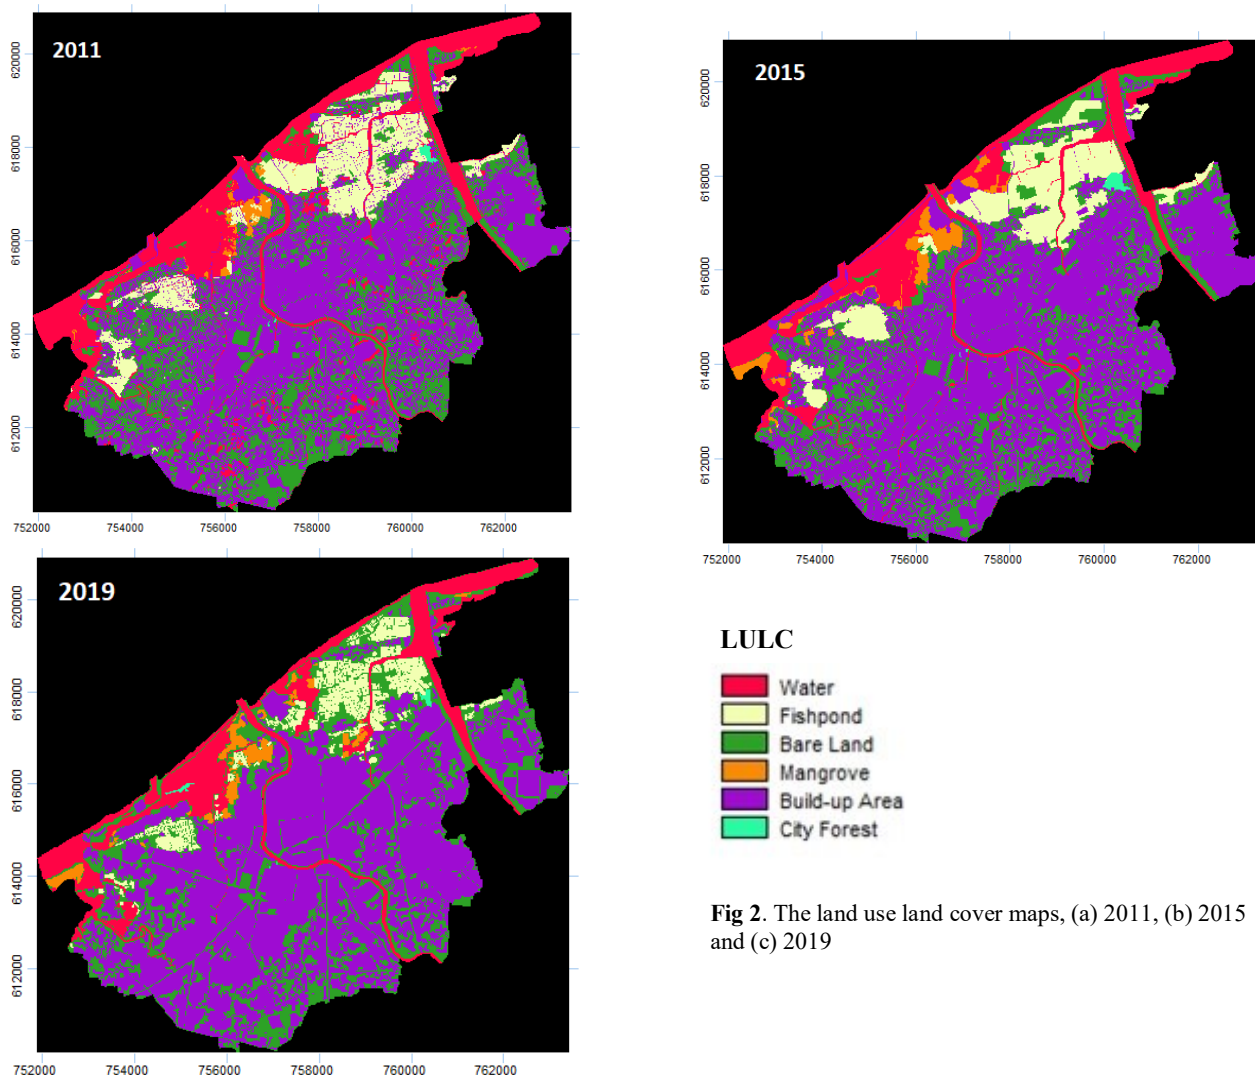 2011
620000
618000
616000
614000
612000
752000 754000 756000 758000 760000 762000
2015
620000
618000
616000
614000
612000
752000 754000 756000 758000 760000 762000
2019
620000
618000
616000
614000
612000
752000 754000 756000 758000 760000 762000
LULC
Water
Fishpond
Bare Land
Mangrove
Build-up Area
City Forest
Fig 2. The land use land cover maps, (a) 2011, (b) 2015
and (c) 2019